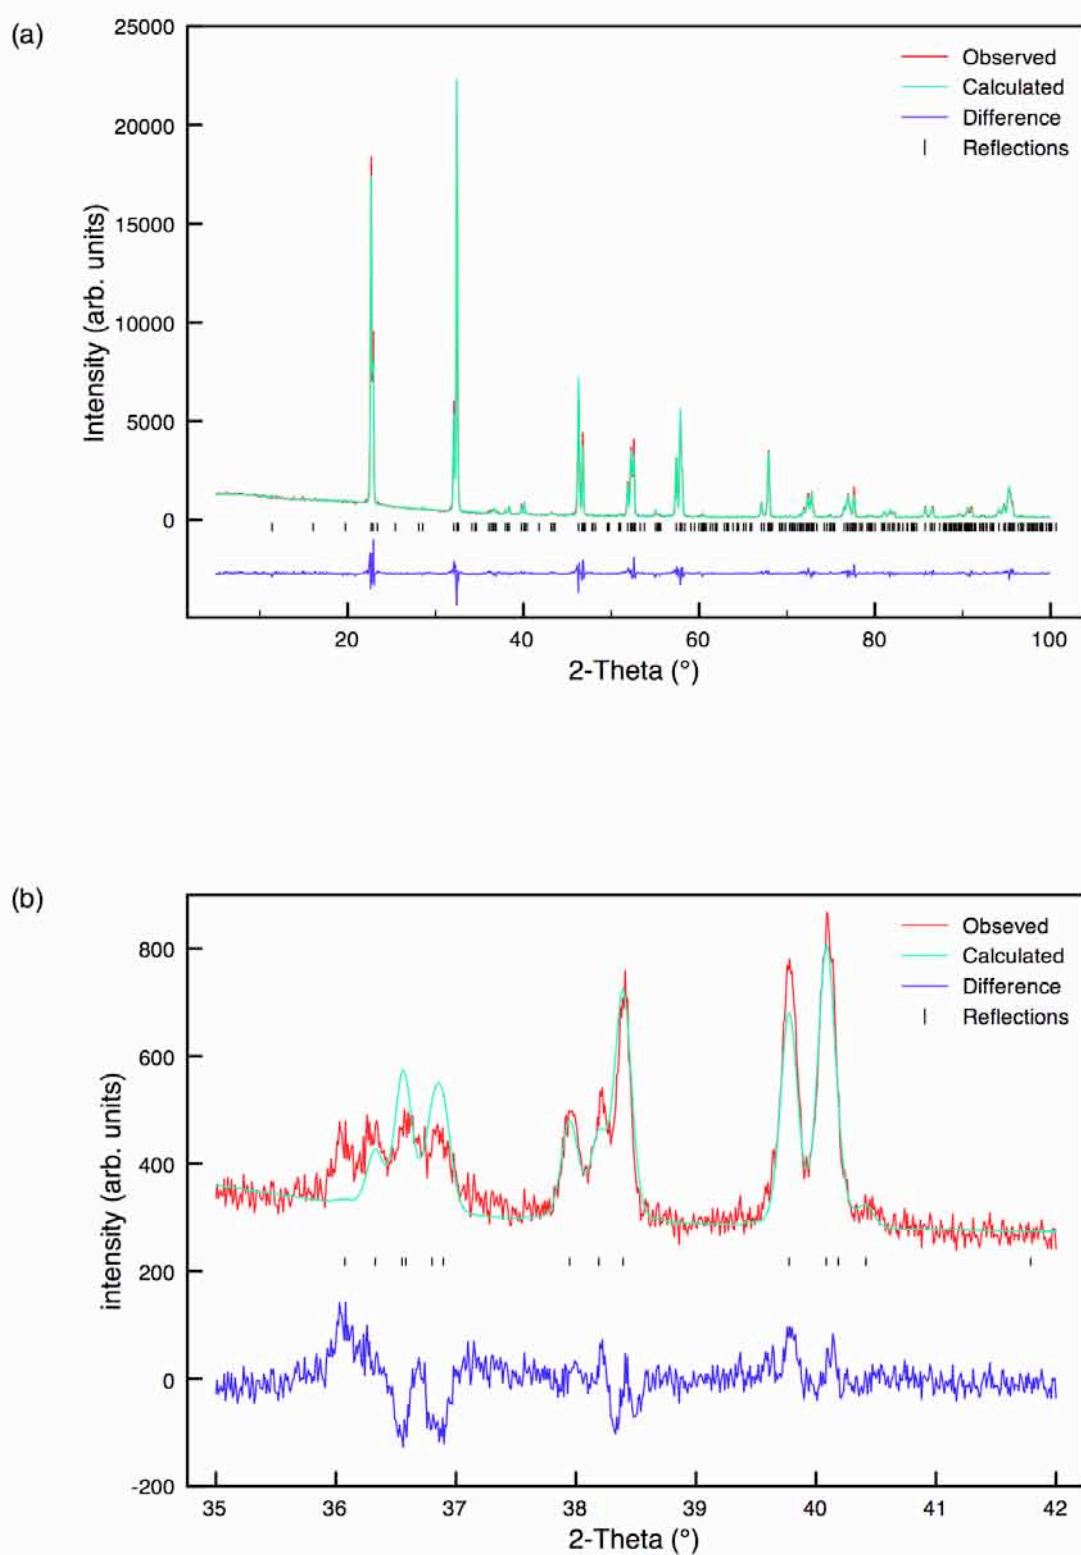 (a)
25000
20000
15000
10000
5000
0
Intensity (arb. units)
Observed
Calculated
Difference
Reflections
20 40 60 80 100
2-Theta (°)
(b)
800
600
400
200
0
-200
intensity (arb. units)
Obseved
Calculated
Difference
Reflections
35 36 37 38 39 40 41 42
2-Theta (°)